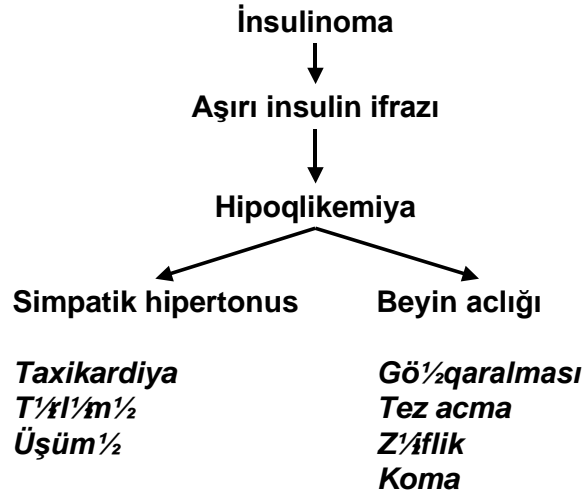 İnsulinoma
Aşırı insulin ifrazı
Hipoqlikemiya
Simpatik hipertonus
Taxikardiya
T½rl½m½
Üşüm½
Beyin aclığı
Gö½qaralması
Tez acma
Z½iflik
Koma